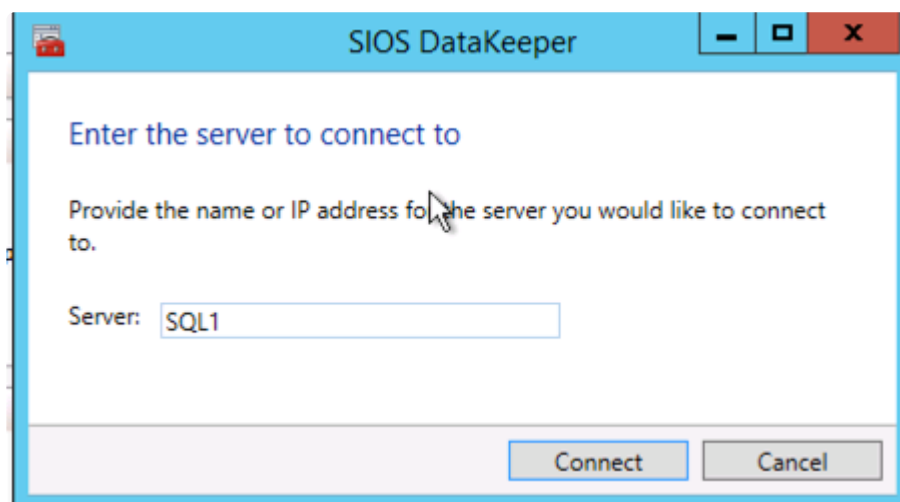 SIOS DataKeeper
Enter the server to connect to
Provide the name or IP address for the server you would like to connect
to.
Server: SQL1
Connect Cancel